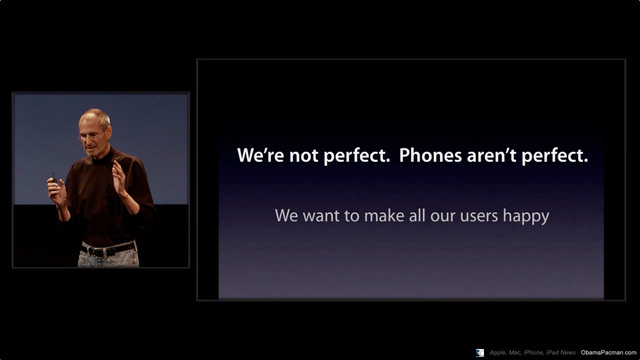 We're not perfect.  Phones aren't perfect.
We want to make all our users happy
Apple, Mac, iPhone, iPad News  ObamaPacman.com